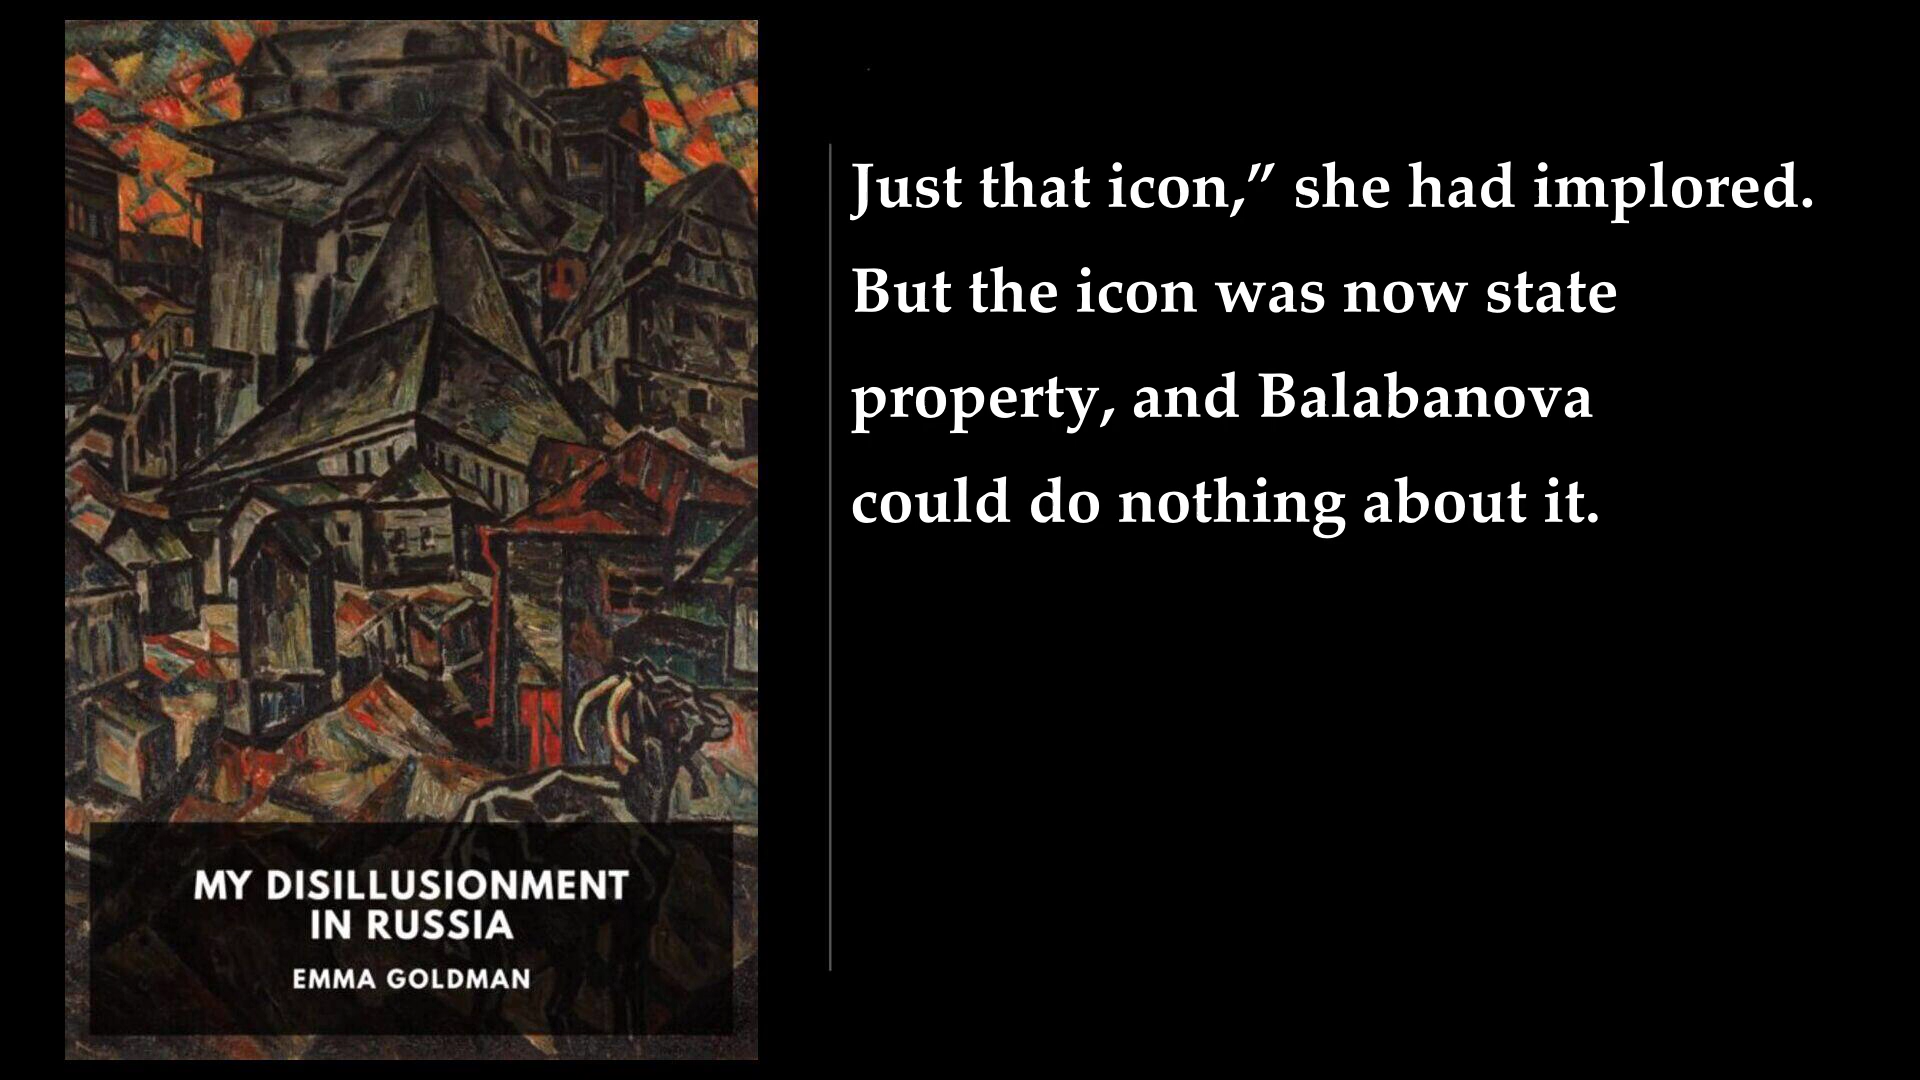 Just that icon,” she had implored.
But the icon was now state
property, and Balabanova
could do nothing about it.
MY DISILLUSIONMENT
IN RUSSIA
EMMA GOLDMAN